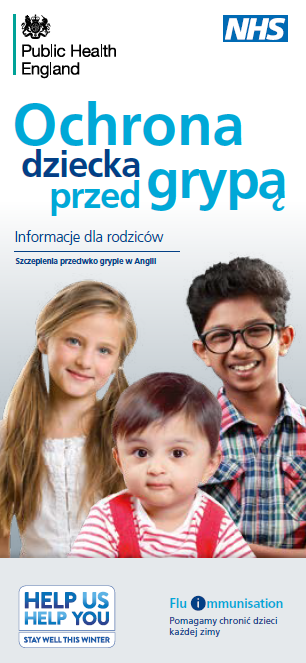 Public Health
England
NHS
Ochrona
dziecka
przed grypą
Informacje dla rodziców
Szczepienia przeciwko grypie w Anglii
HELP US
HELP YOU
STAY WELL THIS WINTER
Flu immunisation
Pomagamy chronić dzieci
każdej zimy